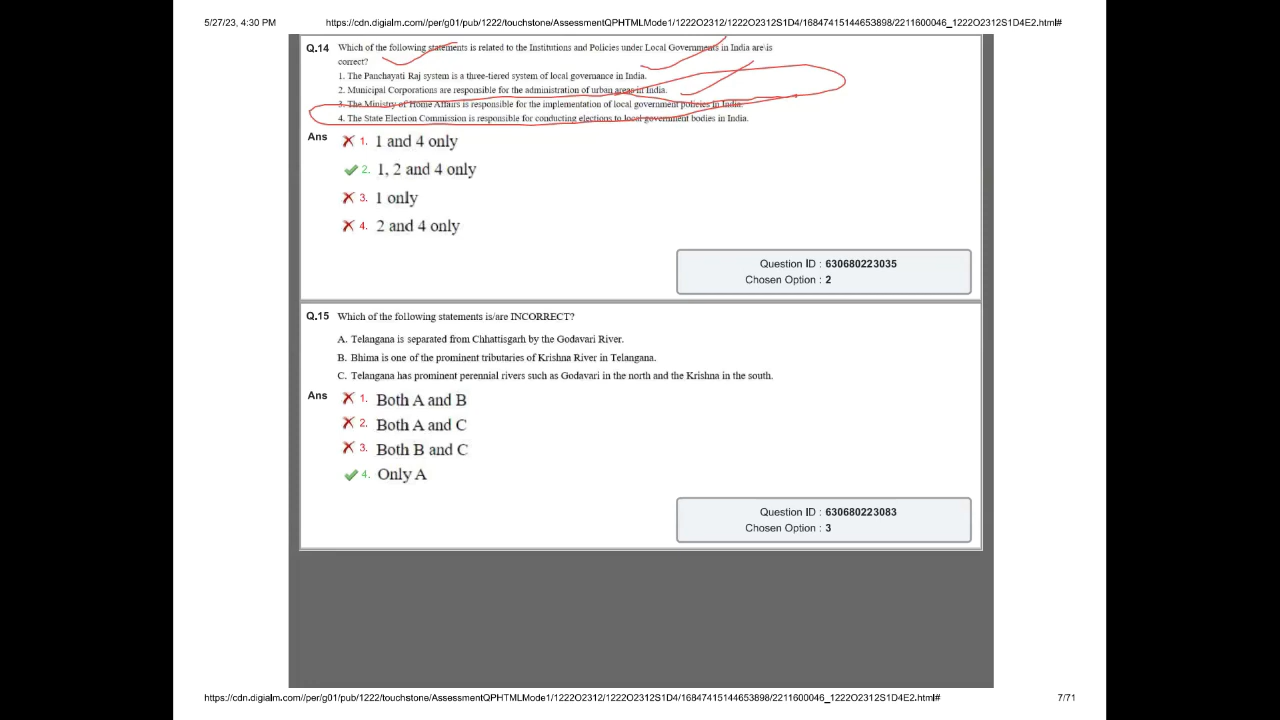 5/27/23, 4:30 PM https://cdn.digialm.com//per/g01/pub/1222/touchstone/AssessmentQPHTMLMode1/1222O2312/1222O2312S1D4/16847415144653898/2211600046_1222O2312S1D4E2.html#
Q.14 Which of the following statements is related to the Institutions and Policies under Local Governments in India are\is
correct?
1. The Panchayati Raj system is a three-tiered system of local governance in India.
2. Municipal Corporations are responsible for the administration of urban areas in India.
3. The Ministry of Home Affairs is responsible for the implementation of local government policies in India.
4. The State Election Commission is responsible for conducting elections to local government bodies in India.
Ans 1. 1 and 4 only
2. 1, 2 and 4 only
3. 1 only
4. 2 and 4 only
Question ID : 630680223035
Chosen Option : 2
Q.15 Which of the following statements is/are INCORRECT?
A. Telangana is separated from Chhattisgarh by the Godavari River.
B. Bhima is one of the prominent tributaries of Krishna River in Telangana.
C. Telangana has prominent perennial rivers such as Godavari in the north and the Krishna in the south.
Ans 1. Both A and B
2. Both A and C
3. Both B and C
4. Only A
Question ID : 630680223083
Chosen Option : 3
https://cdn.digialm.com//per/g01/pub/1222/touchstone/AssessmentQPHTMLMode1/1222O2312/1222O2312S1D4/16847415144653898/2211600046_1222O2312S1D4E2.html# 7/71